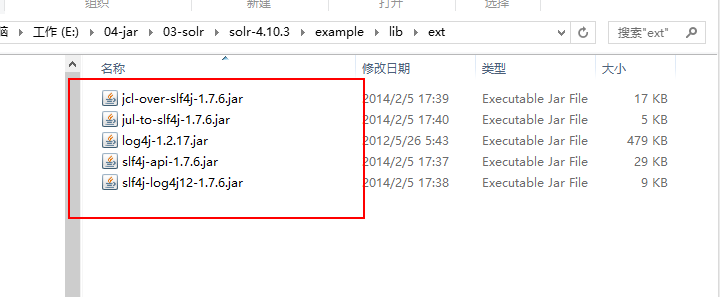 组织
新建
打开
选择
脑 › 工作 (E:) › 04-jar › 03-solr › solr-4.10.3 › example › lib › ext
搜索"ext"
名称 修改日期 类型 大小
jcl-over-slf4j-1.7.6.jar 2014/2/5 17:39 Executable Jar File 17 KB
jul-to-slf4j-1.7.6.jar 2014/2/5 17:40 Executable Jar File 5 KB
log4j-1.2.17.jar 2012/5/26 5:43 Executable Jar File 479 KB
slf4j-api-1.7.6.jar 2014/2/5 17:37 Executable Jar File 29 KB
slf4j-log4j12-1.7.6.jar 2014/2/5 17:38 Executable Jar File 9 KB